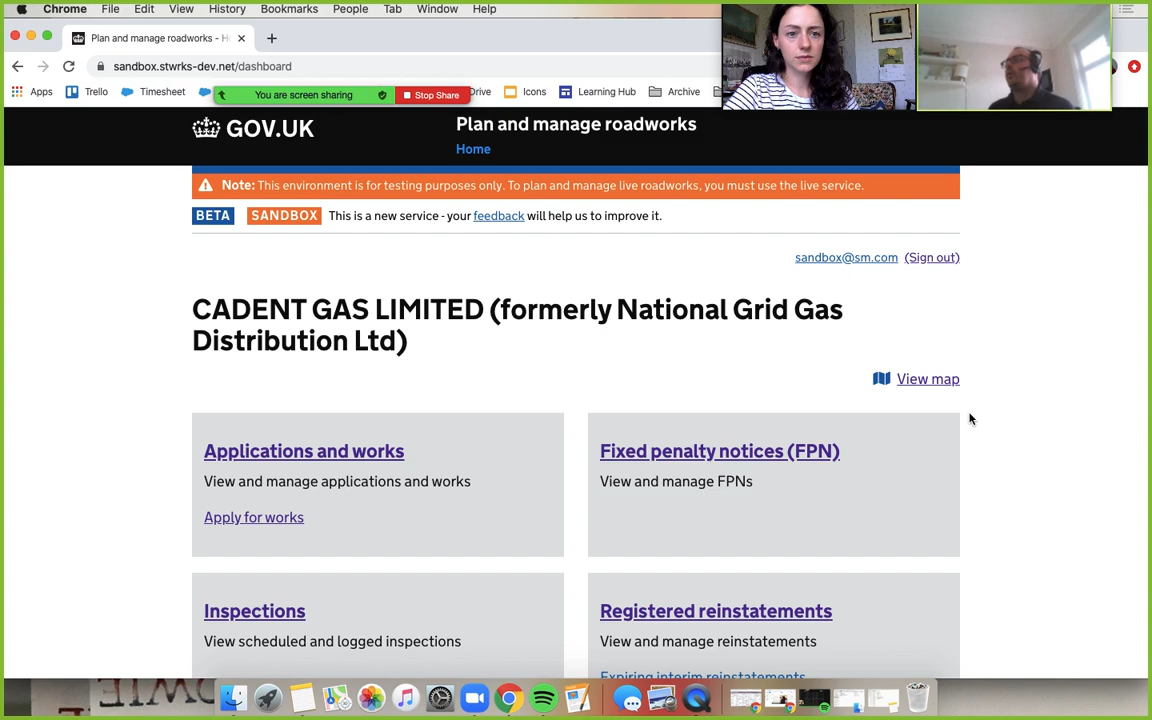 Chrome File Edit View History Bookmarks People Tab Window Help
Plan and manage roadworks - H
sandbox.stwrks-dev.net/dashboard
Apps Trello Timesheet You are screen sharing Stop Share Drive Icons Learning Hub Archive
GOV.UK
Plan and manage roadworks
Home
Note: This environment is for testing purposes only. To plan and manage live roadworks, you must use the live service.
BETA SANDBOX This is a new service - your feedback will help us to improve it.
sandbox@sm.com (Sign out)
CADENT GAS LIMITED (formerly National Grid Gas
Distribution Ltd)
View map
Applications and works
View and manage applications and works
Apply for works
Fixed penalty notices (FPN)
View and manage FPNs
Inspections
View scheduled and logged inspections
Registered reinstatements
View and manage reinstatements
Expiring interim reinstatements